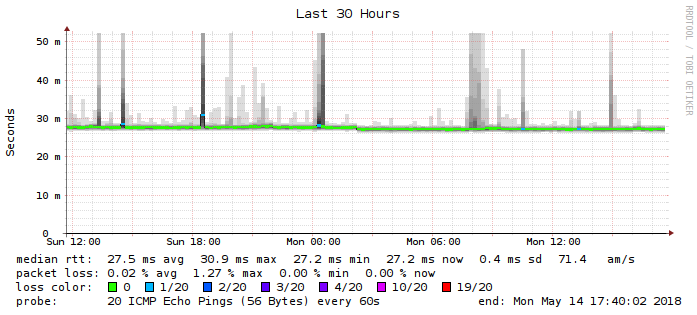 Last 30 Hours
RRDTOOL / TOBI OETIKER
Seconds
50 m
40 m
30 m
20 m
10 m
0
Sun 12:00 Sun 18:00 Mon 00:00 Mon 06:00 Mon 12:00
median rtt: 27.5 ms avg 30.9 ms max 27.2 ms min 27.2 ms now 0.4 ms sd 71.4 am/s
packet loss: 0.02 % avg 1.27 % max 0.00 % min 0.00 % now
loss color: 0 1/20 2/20 3/20 4/20 10/20 19/20
probe: 20 ICMP Echo Pings (56 Bytes) every 60s end: Mon May 14 17:40:02 2018